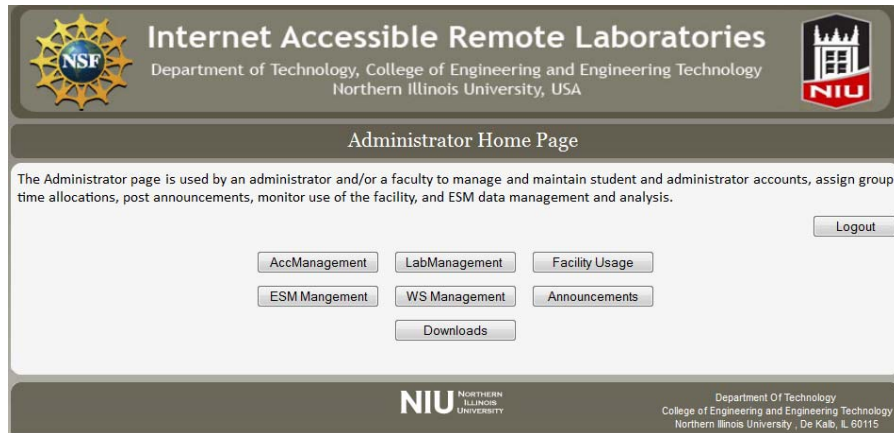 NSF
Internet Accessible Remote Laboratories
Department of Technology, College of Engineering and Engineering Technology
Northern Illinois University, USA
NIU
Administrator Home Page
The Administrator page is used by an administrator and/or a faculty to manage and maintain student and administrator accounts, assign group
time allocations, post announcements, monitor use of the facility, and ESM data management and analysis.
Logout
AccManagement LabManagement Facility Usage
ESM Mangement WS Management Announcements
Downloads
NIU NORTHERN
ILLINOIS
UNIVERSITY
Department Of Technology
College of Engineering and Engineering Technology
Northern Illinois University , De Kalb, IL 60115